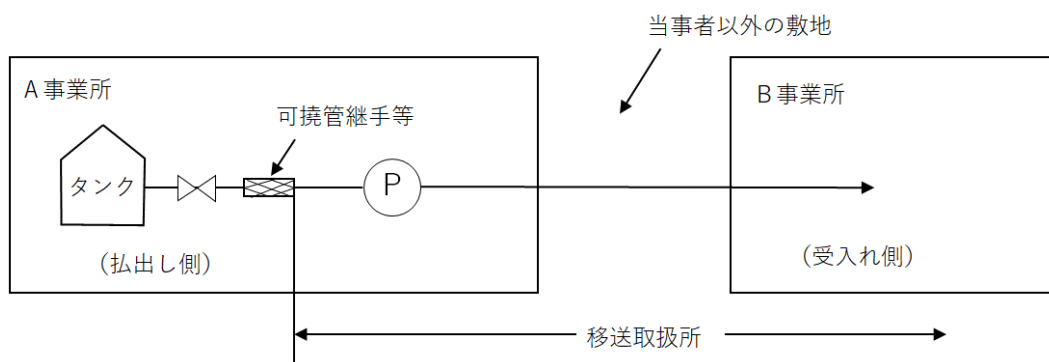 当事者以外の敷地
A事業所
B事業所
可撓管継手等
タンク
P
（払出し側）
（受入れ側）
移送取扱所